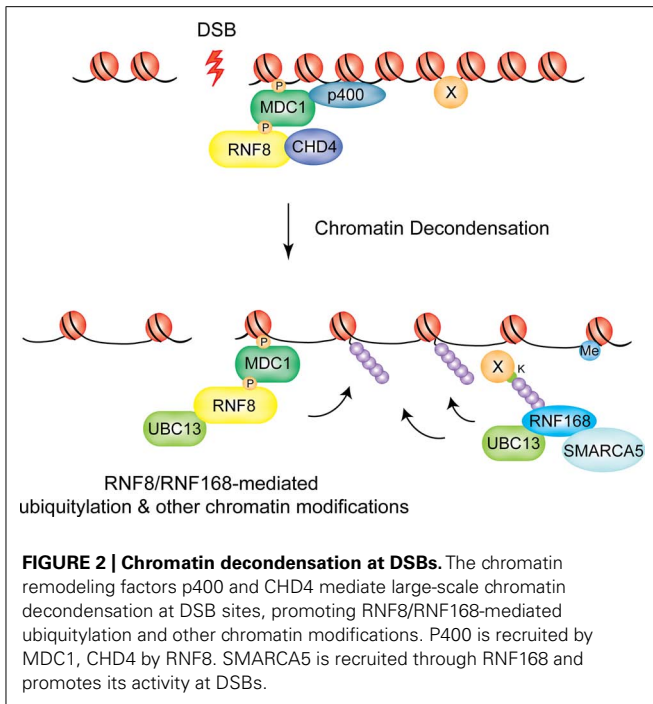 DSB
P
MDC1
p400
X
P
RNF8
CHD4
Chromatin Decondensation
P
MDC1
Me
X
K
P
RNF8
UBC13
RNF168
UBC13
SMARCA5
RNF8/RNF168-mediated
ubiquitylation & other chromatin modifications
FIGURE 2 | Chromatin decondensation at DSBs. The chromatin
remodeling factors p400 and CHD4 mediate large-scale chromatin
decondensation at DSB sites, promoting RNF8/RNF168-mediated
ubiquitylation and other chromatin modifications. P400 is recruited by
MDC1, CHD4 by RNF8. SMARCA5 is recruited through RNF168 and
promotes its activity at DSBs.